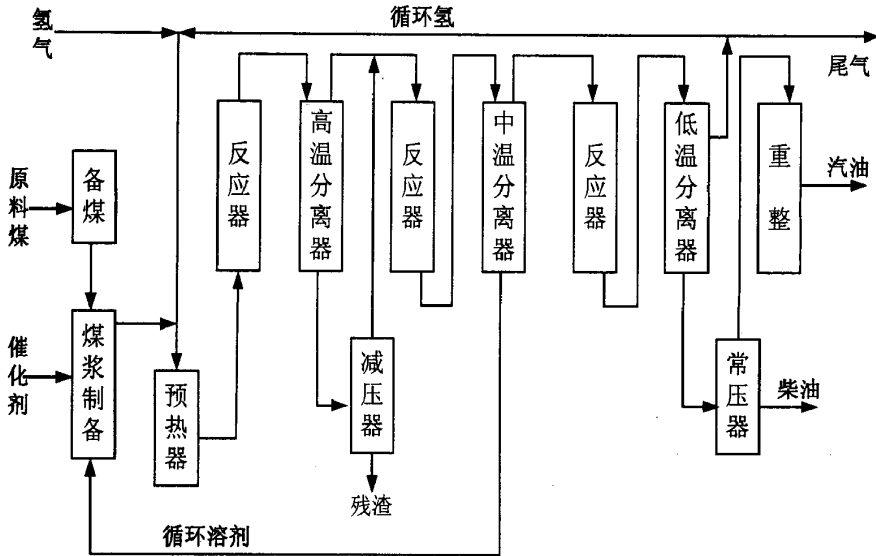 氢气
循环氢
尾气
原料煤
备煤
反应器
高温分离器
反应器
中温分离器
反应器
低温分离器
重整
汽油
催化剂
煤浆制备
预热器
减压器
常压器
柴油
残渣
循环溶剂